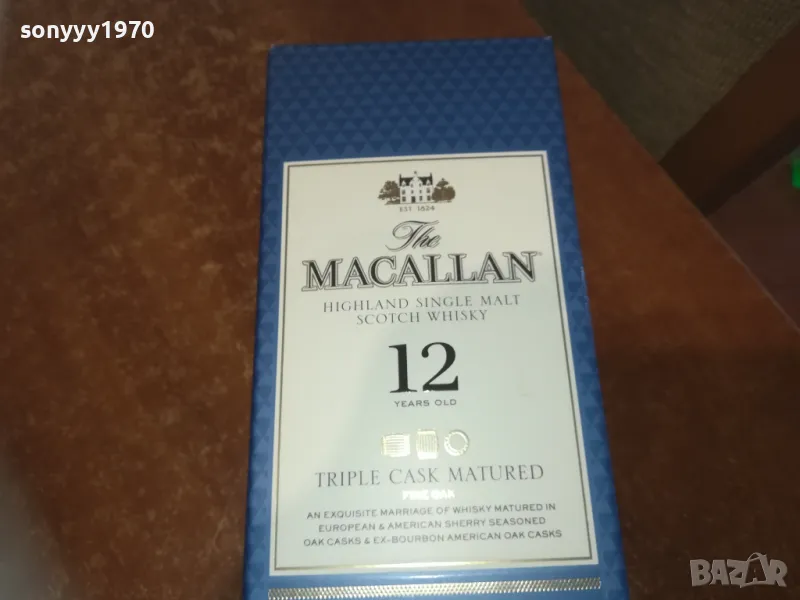 sonyyy1970
EST 1824
The
MACALLAN
HIGHLAND SINGLE MALT
SCOTCH WHISKY
12
YEARS OLD
TRIPLE CASK MATURED
FINE OAK
AN EXQUISITE MARRIAGE OF WHISKY MATURED IN
EUROPEAN & AMERICAN SHERRY SEASONED
OAK CASKS & EX-BOURBON AMERICAN OAK CASKS
BAZAR